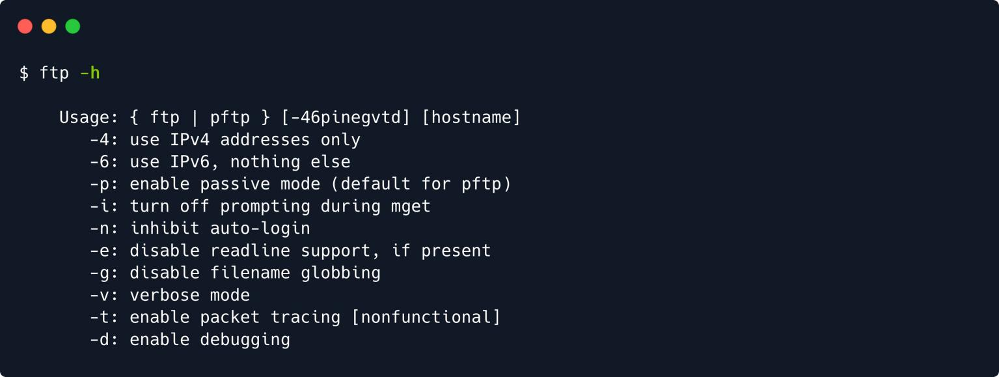 $ ftp -h
Usage: { ftp | pftp } [-46pinegvtd] [hostname]
-4: use IPv4 addresses only
-6: use IPv6, nothing else
-p: enable passive mode (default for pftp)
-i: turn off prompting during mget
-n: inhibit auto-login
-e: disable readline support, if present
-g: disable filename globbing
-v: verbose mode
-t: enable packet tracing [nonfunctional]
-d: enable debugging